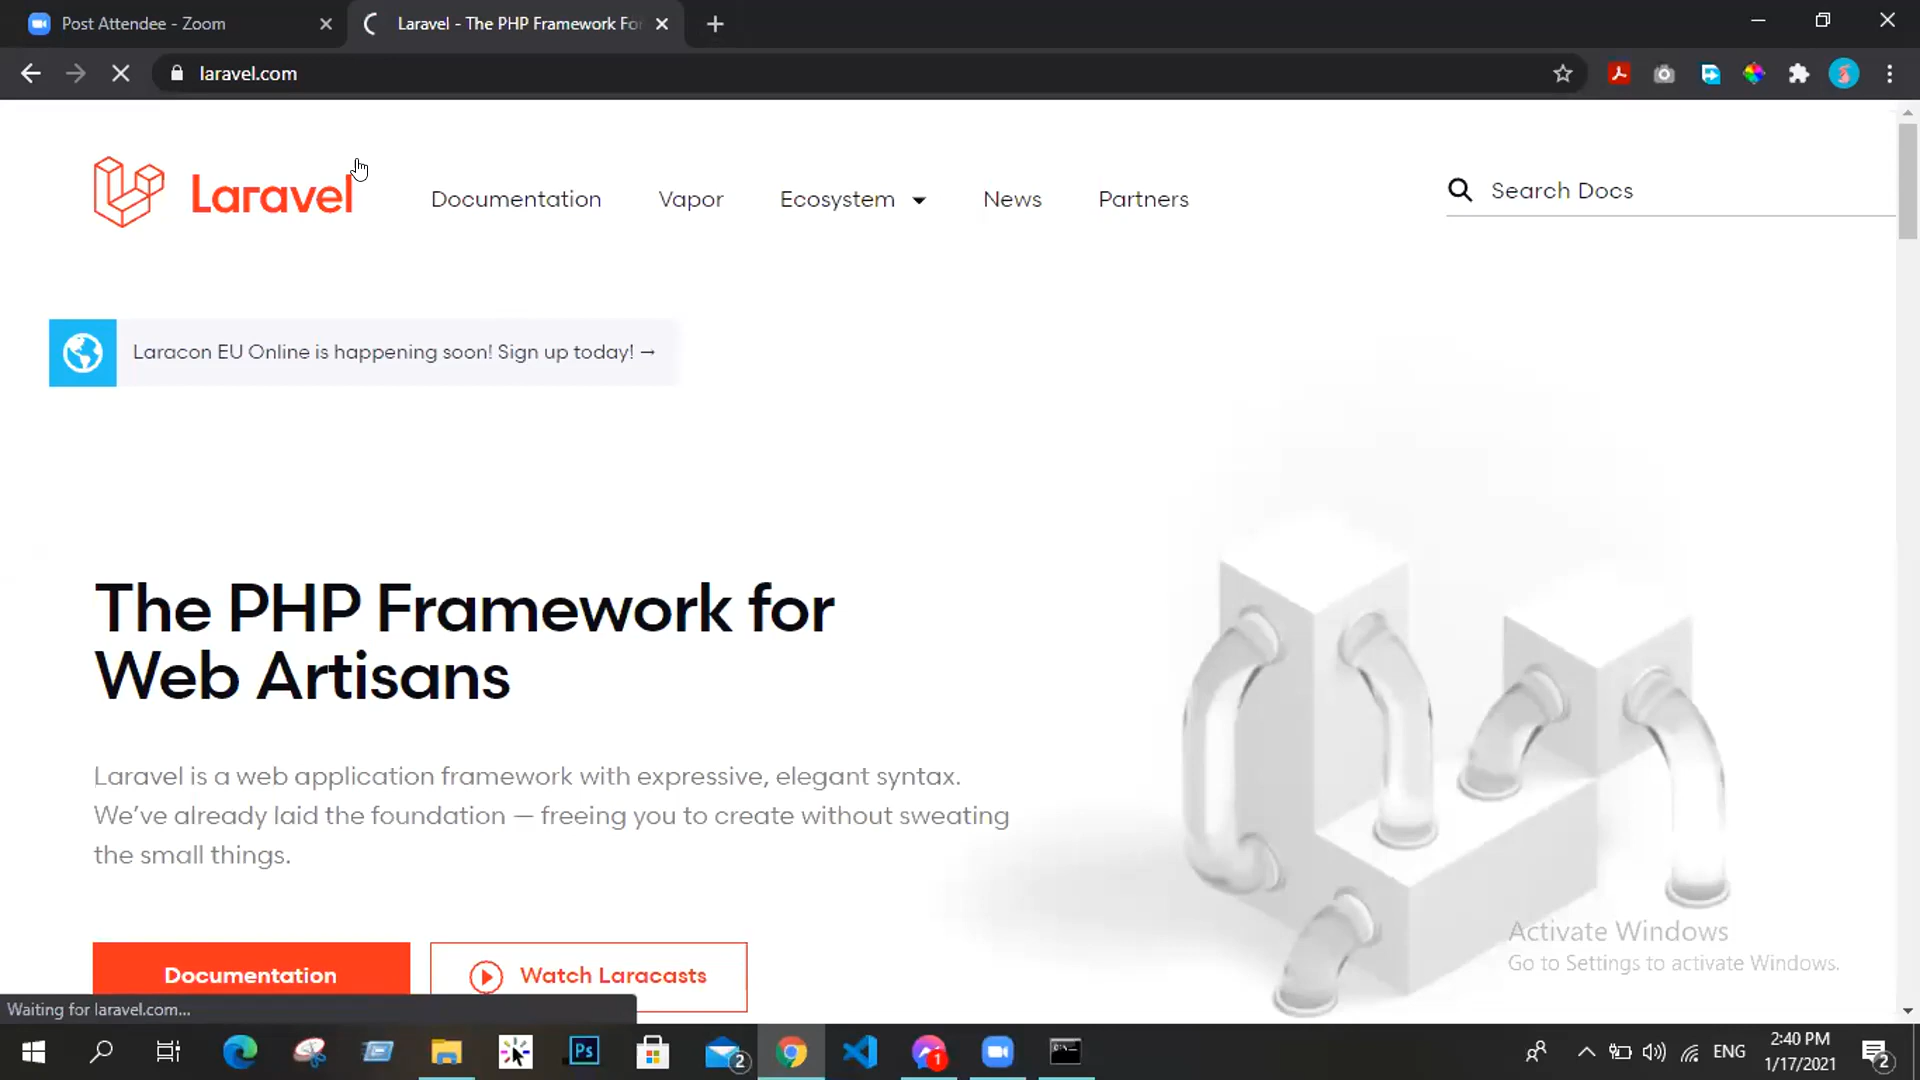 Post Attendee - Zoom
Laravel - The PHP Framework For
laravel.com
Laravel
Documentation
Vapor
Ecosystem
News
Partners
Search Docs
Laracon EU Online is happening soon! Sign up today! →
The PHP Framework for
Web Artisans
Laravel is a web application framework with expressive, elegant syntax.
We've already laid the foundation — freeing you to create without sweating
the small things.
Activate Windows
Go to Settings to activate Windows.
Documentation
Watch Laracasts
Waiting for laravel.com...
Ps
2
1
ENG
2:40 PM
1/17/2021
2